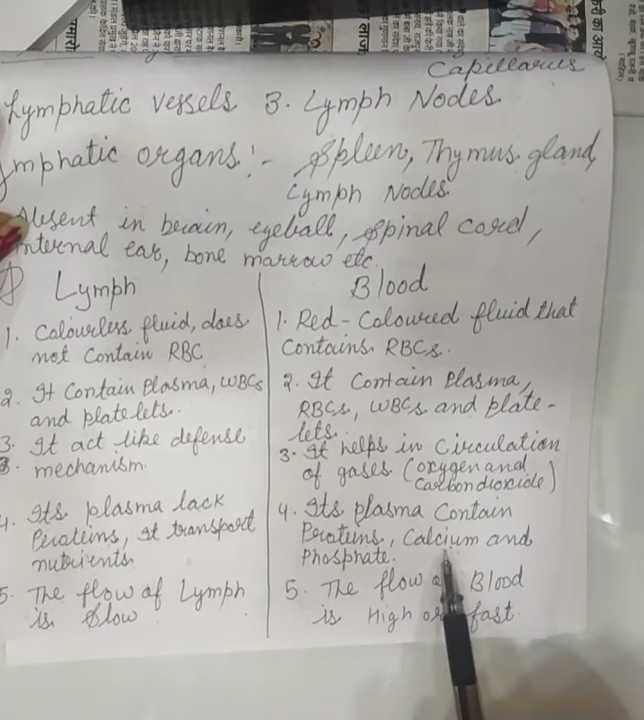 Capillaries
Lymphatic vessels 3. Lymph Nodes
mphatic organs:- Spleen, Thymus gland,
Lymph Nodes
Absent in brain, eyeball, Spinal cord,
internal ear, bone marrow etc.
Lymph
1. Colourless fluid, does
not Contain RBC
2. It Contain Plasma, WBCs
and platelets.
3. It act like defense
3. mechanism.
4. Its plasma lack
Proteins, It transport
nutrients
5. The flow of Lymph
is Slow
Blood
1. Red-Coloured fluid that
Contains RBCs.
2. It Contain Plasma,
RBCs, WBCs and plate-
lets.
3. It helps in Circulation
of gases (oxygen and
Carbondioxide)
4. Its plasma Contain
Proteins, Calcium and
Phosphate.
5. The flow of Blood
is High or fast.